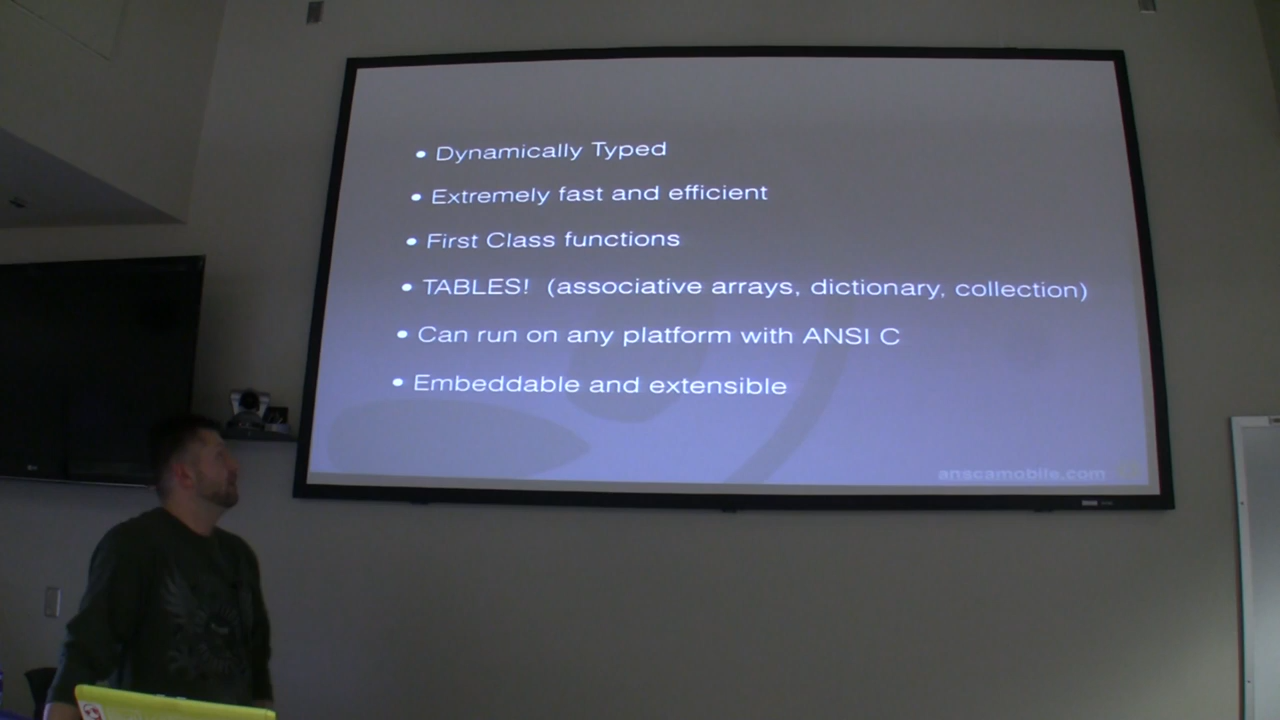 • Dynamically Typed
• Extremely fast and efficient
• First Class functions
• TABLES! (associative arrays, dictionary, collection)
• Can run on any platform with ANSI C
• Embeddable and extensible
anscamobile.com